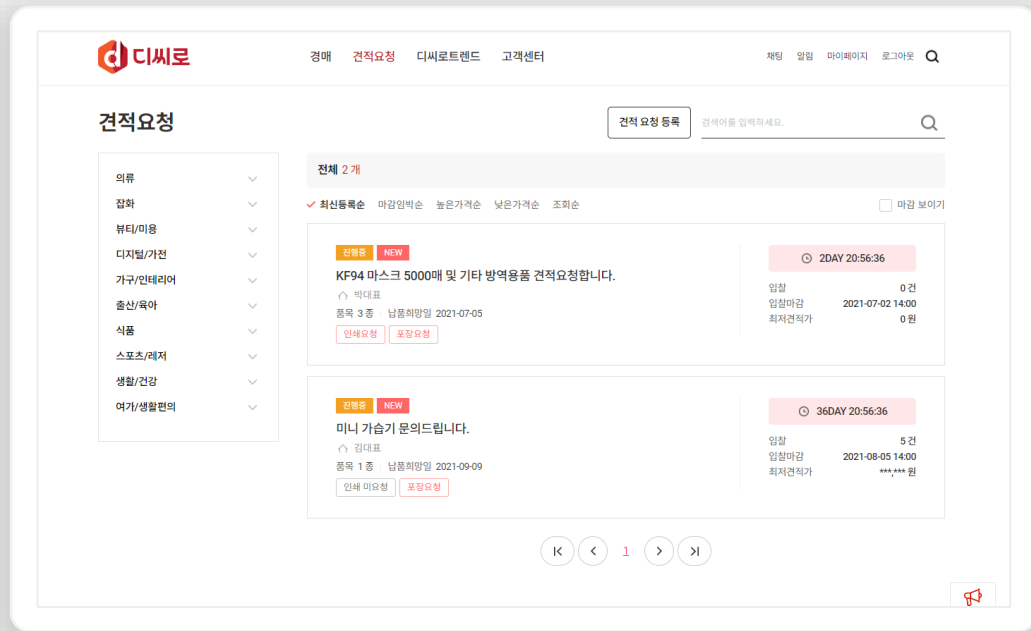 디씨로
경매 견적요청 디씨로트렌드 고객센터
채팅 알림 마이페이지 로그아웃
견적요청
견적 요청 등록
검색어를 입력하세요.
의류
잡화
뷰티/미용
디지털/가전
가구/인테리어
출산/육아
식품
스포츠/레저
생활/건강
여가/생활편의
전체 2 개
최신등록순 마감임박순 높은가격순 낮은가격순 조회순
마감 보이기
진행중 NEW
KF94 마스크 5000매 및 기타 방역용품 견적요청합니다.
박대표
품목 3 종 납품희망일 2021-07-05
인쇄요청 포장요청
2DAY 20:56:36
입찰 0 건
입찰마감 2021-07-02 14:00
최저견적가 0 원
진행중 NEW
미니 가습기 문의드립니다.
김대표
품목 1 종 납품희망일 2021-09-09
인쇄 미요청 포장요청
36DAY 20:56:36
입찰 5 건
입찰마감 2021-08-05 14:00
최저견적가 ***,*** 원
1